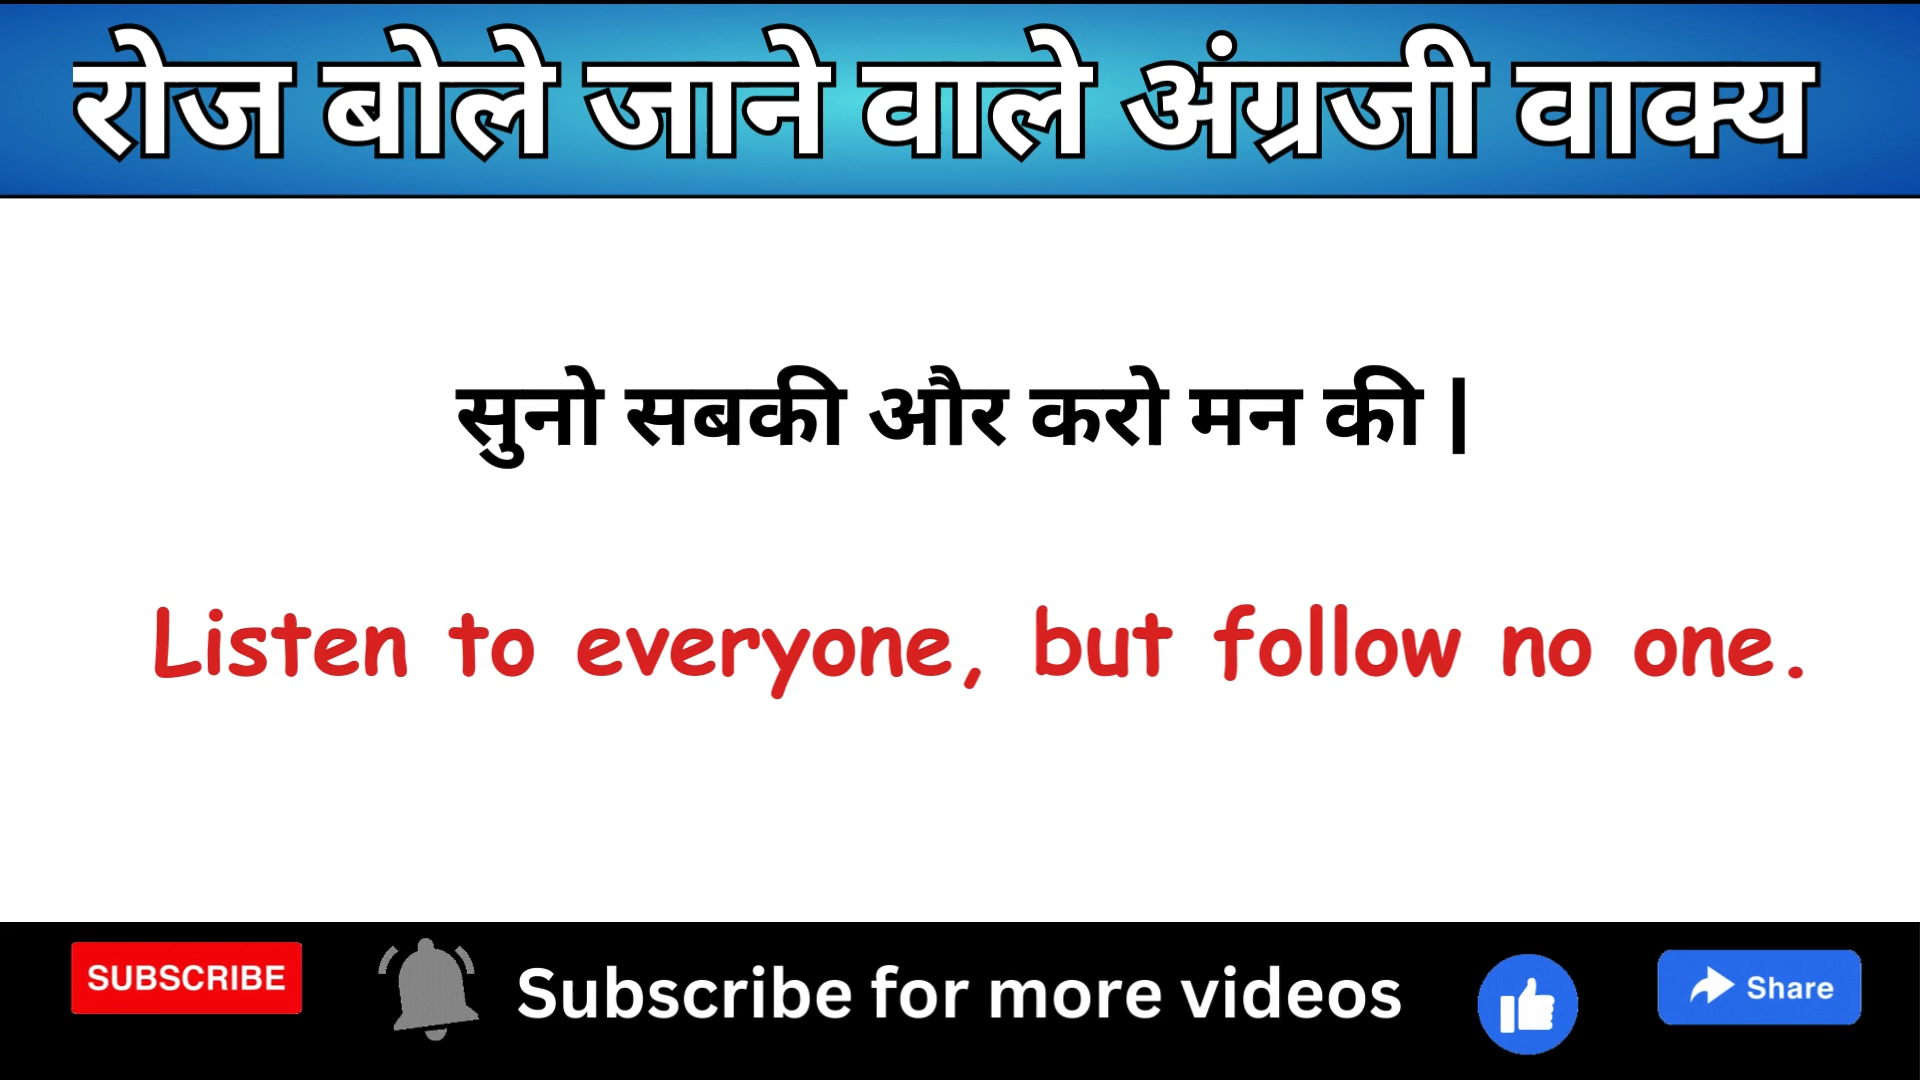 रोज बोले जाने वाले अंग्रजी वाक्य
सुनो सबकी और करो मन की |
Listen to everyone, but follow no one.
SUBSCRIBE
Subscribe for more videos
Share